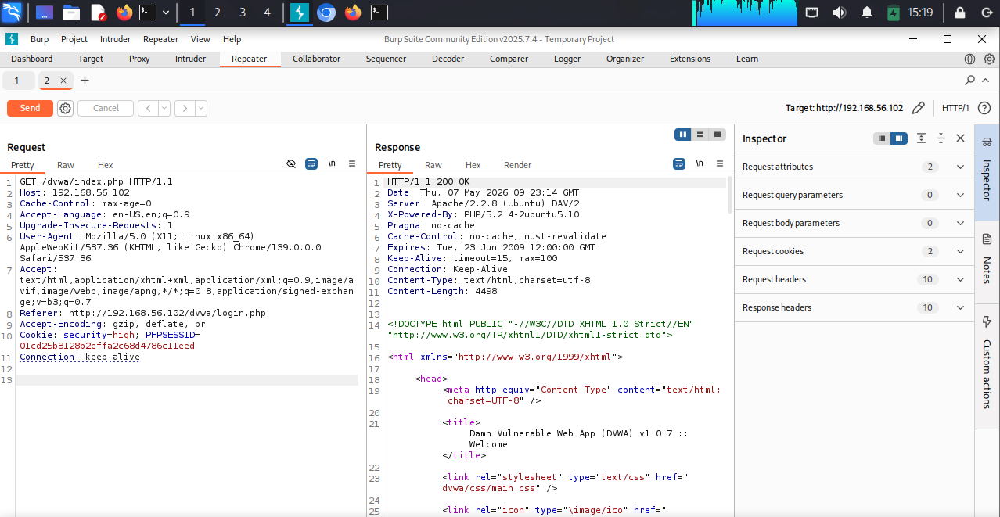 1 2 3 4 15:19
Burp Project Intruder Repeater View Help Burp Suite Community Edition v2025.7.4 - Temporary Project
Dashboard Target Proxy Intruder Repeater Collaborator Sequencer Decoder Comparer Logger Organizer Extensions Learn
1 2 × +
Send Cancel < > Target: http://192.168.56.102 HTTP/1 ?
Request
Pretty Raw Hex \n
1 GET /dvwa/index.php HTTP/1.1
2 Host: 192.168.56.102
3 Cache-Control: max-age=0
4 Accept-Language: en-US,en;q=0.9
5 Upgrade-Insecure-Requests: 1
6 User-Agent: Mozilla/5.0 (X11; Linux x86_64)
AppleWebKit/537.36 (KHTML, like Gecko) Chrome/139.0.0.0
Safari/537.36
7 Accept:
text/html,application/xhtml+xml,application/xml;q=0.9,image/a
vif,image/webp,image/apng,*/*;q=0.8,application/signed-exchan
ge;v=b3;q=0.7
8 Referer: http://192.168.56.102/dvwa/login.php
9 Accept-Encoding: gzip, deflate, br
10 Cookie: security=high; PHPSESSID=
01cd25b3128b2effa2c68d4786c11eed
11 Connection: keep-alive
12
13
Response
Pretty Raw Hex Render \n
1 HTTP/1.1 200 OK
2 Date: Thu, 07 May 2026 09:23:14 GMT
3 Server: Apache/2.2.8 (Ubuntu) DAV/2
4 X-Powered-By: PHP/5.2.4-2ubuntu5.10
5 Pragma: no-cache
6 Cache-Control: no-cache, must-revalidate
7 Expires: Tue, 23 Jun 2009 12:00:00 GMT
8 Keep-Alive: timeout=15, max=100
9 Connection: Keep-Alive
10 Content-Type: text/html;charset=utf-8
11 Content-Length: 4498
12
13
14 <!DOCTYPE html PUBLIC "-//W3C//DTD XHTML 1.0 Strict//EN"
"http://www.w3.org/TR/xhtml1/DTD/xhtml1-strict.dtd">
15
16 <html xmlns="http://www.w3.org/1999/xhtml">
17
18 <head>
19 <meta http-equiv="Content-Type" content="text/html;
charset=UTF-8" />
20
21 <title>
Damn Vulnerable Web App (DVWA) v1.0.7 ::
Welcome
</title>
22
23 <link rel="stylesheet" type="text/css" href="
dvwa/css/main.css" />
24
25 <link rel="icon" type="\image/ico" href="
Inspector
Request attributes 2
Request query parameters 0
Request body parameters 0
Request cookies 2
Request headers 10
Response headers 10
Inspector
Notes
Custom actions